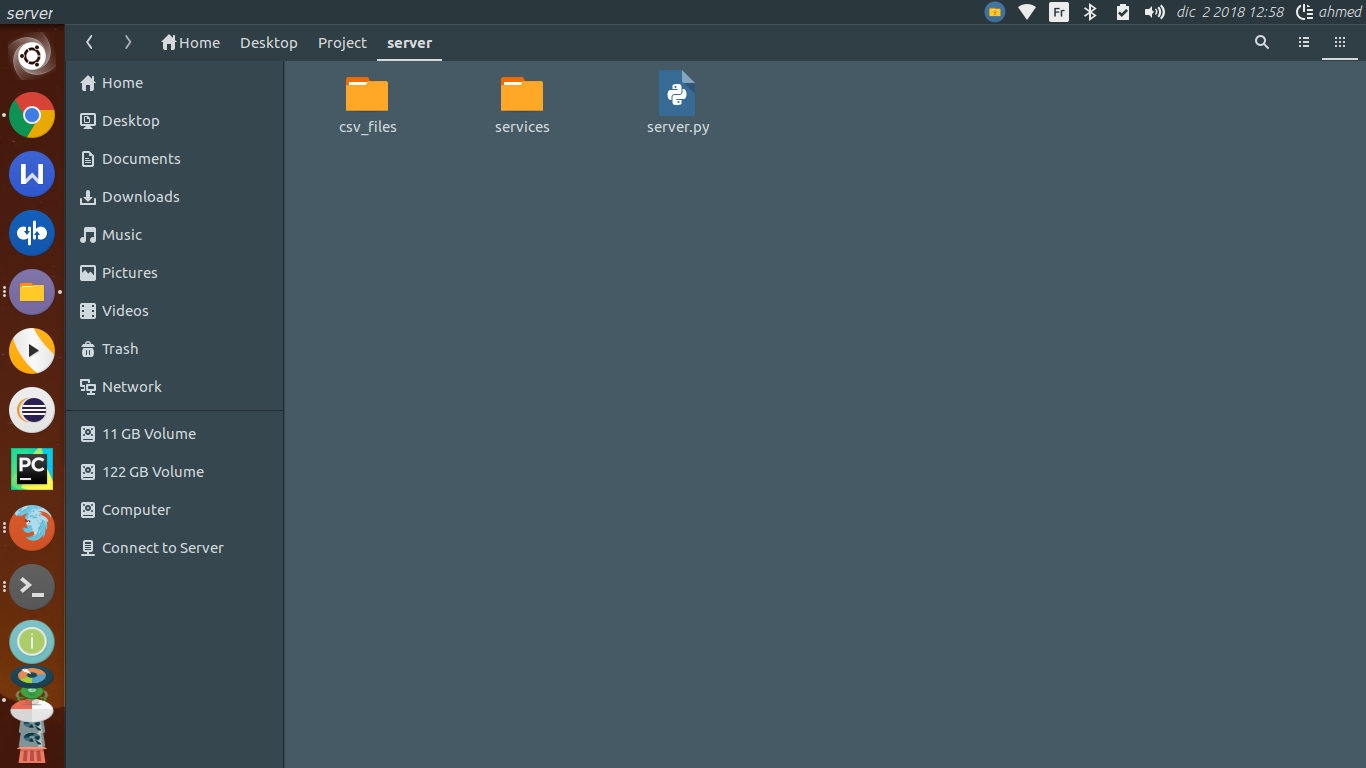 server
Fr
dic 2 2018 12:58
ahmed
Home
Desktop
Project
server
Home
Desktop
Documents
Downloads
Music
Pictures
Videos
Trash
Network
11 GB Volume
122 GB Volume
Computer
Connect to Server
csv_files
services
server.py
W
PC
i